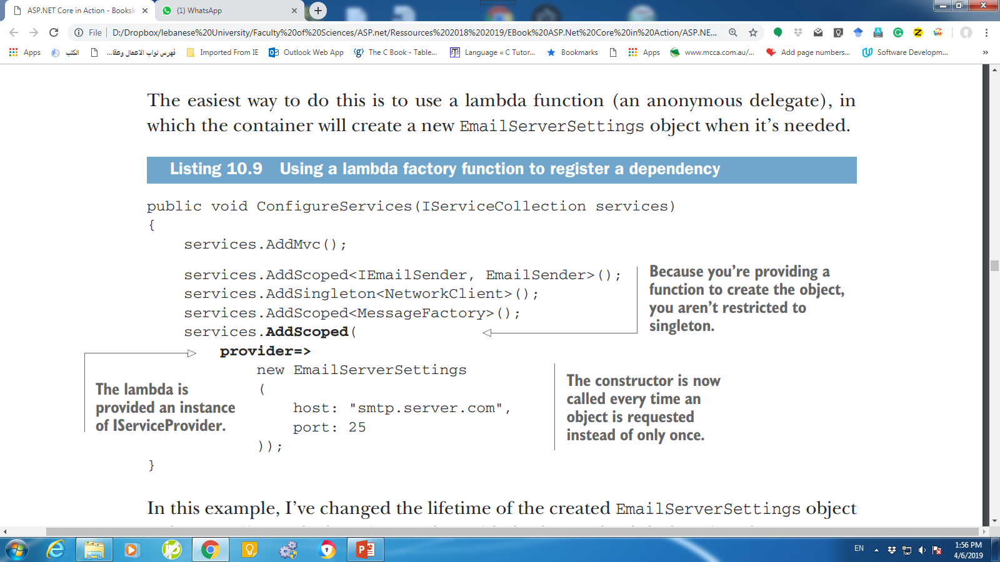 ASP.NET Core in Action - Booksk
(1) WhatsApp
File
D:/Dropbox/lebanese%20University/Faculty%20of%20Sciences/ASP.net/Ressources%202018%202019/EBook%20ASP.Net%20Core%20in%20Action/ASP.NE...
Apps
الكتب
فهرس ثواب الاعمال وعقا...
Imported From IE
Outlook Web App
The C Book - Table...
Language « C Tutor...
Bookmarks
Apps
www.mcca.com.au/...
Add page numbers...
Software Developm...
»
The easiest way to do this is to use a lambda function (an anonymous delegate), in
which the container will create a new EmailServerSettings object when it's needed.
Listing 10.9 Using a lambda factory function to register a dependency
public void ConfigureServices(IServiceCollection services)
{
services.AddMvc();
services.AddScoped<IEmailSender, EmailSender>();
services.AddSingleton<NetworkClient>();
services.AddScoped<MessageFactory>();
services.AddScoped(
provider=>
new EmailServerSettings
(
host: "smtp.server.com",
port: 25
));
}
Because you're providing a
function to create the object,
you aren't restricted to
singleton.
The lambda is
provided an instance
of IServiceProvider.
The constructor is now
called every time an
object is requested
instead of only once.
In this example, I've changed the lifetime of the created EmailServerSettings object
EN
1:56 PM
4/6/2019